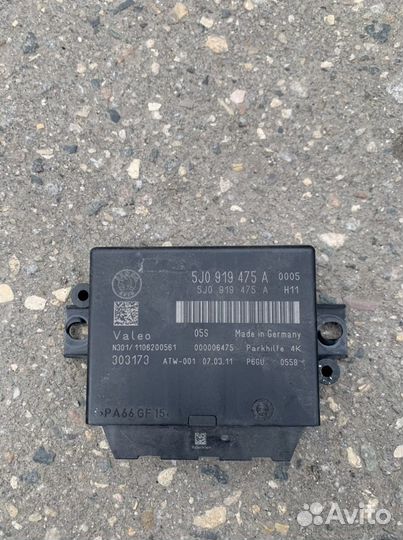 5J0 919 475 A 0005
5J0 919 475 A H11
Valeo 05S Made in Germany
N301/1106200561 000006475 Parkhilfe 4K
303173 ATW-001 07.03.11 P6GU 0558
>PA66 GF15<
Avito